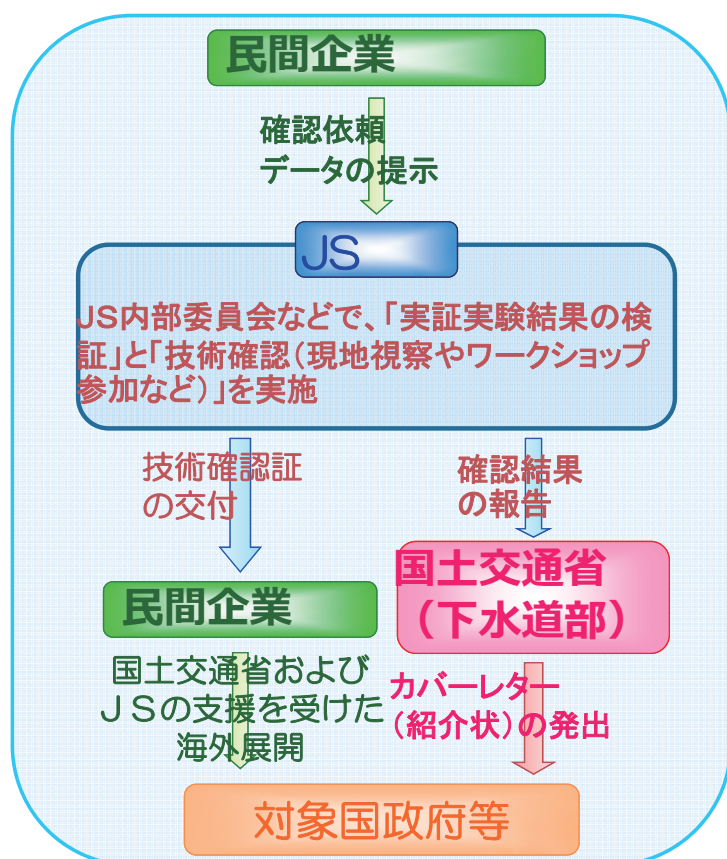 民間企業
確認依頼
データの提示
JS
JS内部委員会などで、「実証実験結果の検
証」と「技術確認（現地視察やワークショップ
参加など）」を実施
技術確認証
の交付
確認結果
の報告
民間企業
国土交通省
（下水道部）
国土交通省および
ＪＳの支援を受けた
海外展開
カバーレター
（紹介状）の発出
対象国政府等